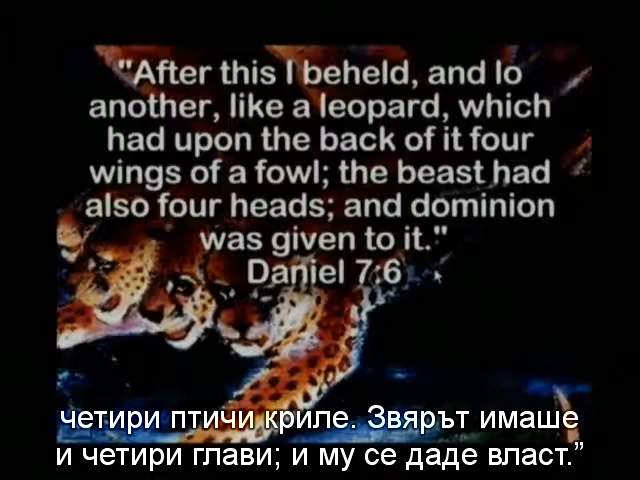 "After this I beheld, and lo
another, like a leopard, which
had upon the back of it four
wings of a fowl; the beast had
also four heads; and dominion
was given to it."
Daniel 7:6
четири птичи криле. Звярът имаше
и четири глави; и му се даде власт.”